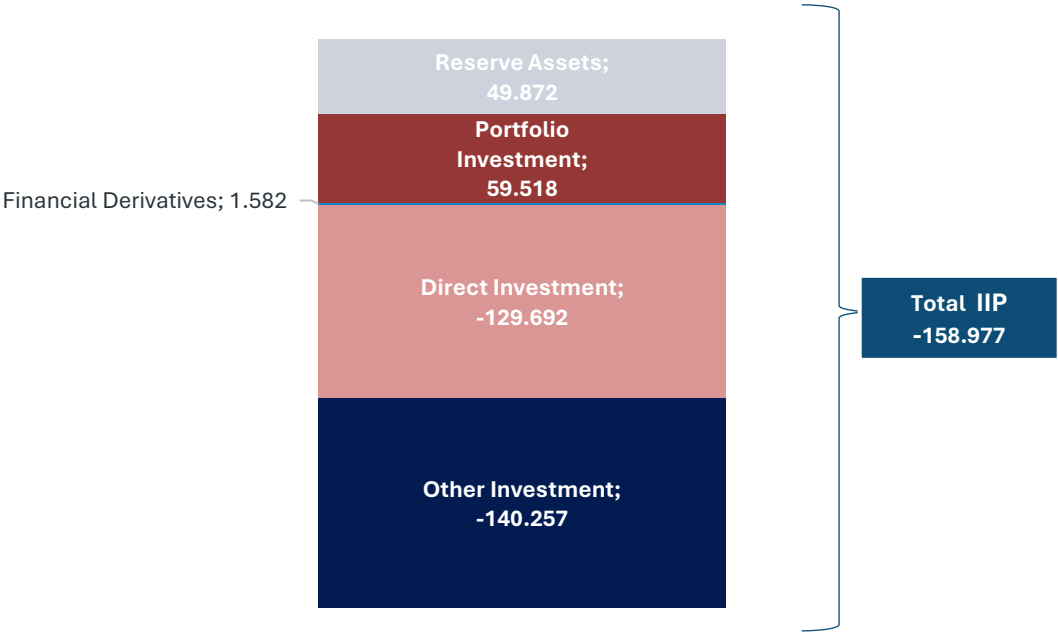 Reserve Assets;
49.872
Portfolio
Investment;
59.518
Financial Derivatives; 1.582
Direct Investment;
-129.692
Total IIP
-158.977
Other Investment;
-140.257